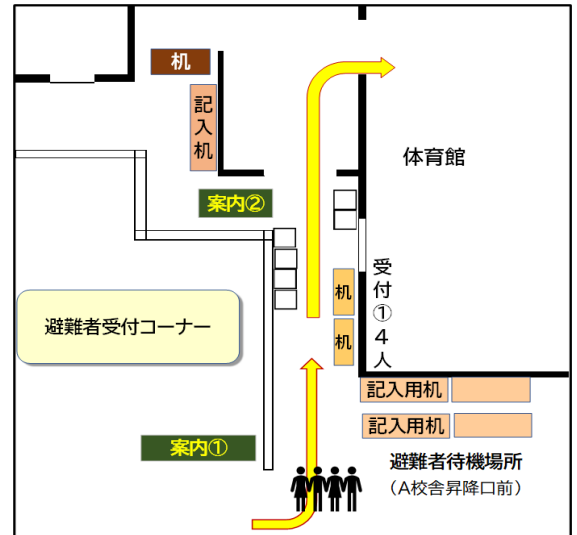 机
記入机
体育館
案内②
受付①4人
机
避難者受付コーナー
机
記入用机
記入用机
案内①
避難者待機場所
(A校舎昇降口前)